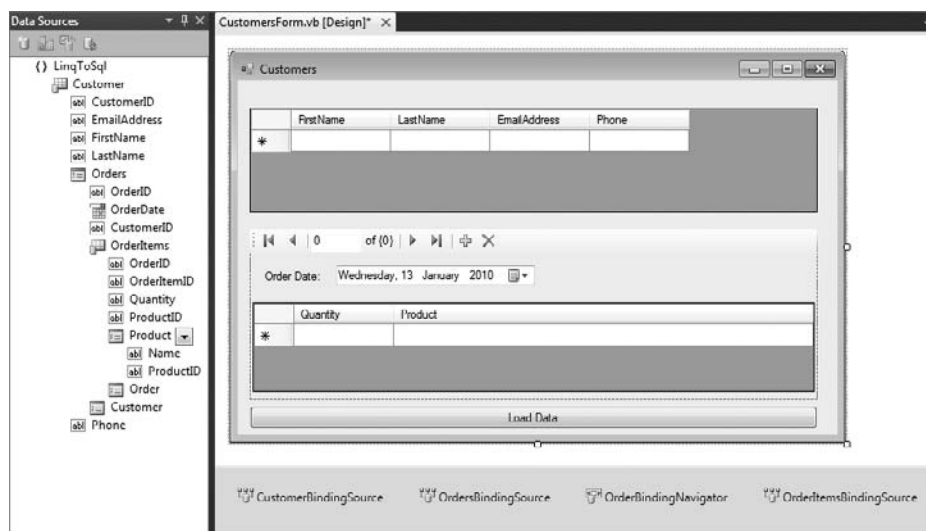 Data Sources
CustomersForm.vb [Design]*
LinqToSql
Customer
CustomerID
EmailAddress
FirstName
LastName
Orders
OrderID
OrderDate
CustomerID
OrderItems
OrderID
OrderItemID
Quantity
ProductID
Product
Name
ProductID
Order
Customer
Phone
Customers
FirstName LastName EmailAddress Phone
0 of {0}
Order Date: Wednesday, 13 January 2010
Quantity Product
Load Data
CustomerBindingSource OrdersBindingSource OrderBindingNavigator OrderItemsBindingSource